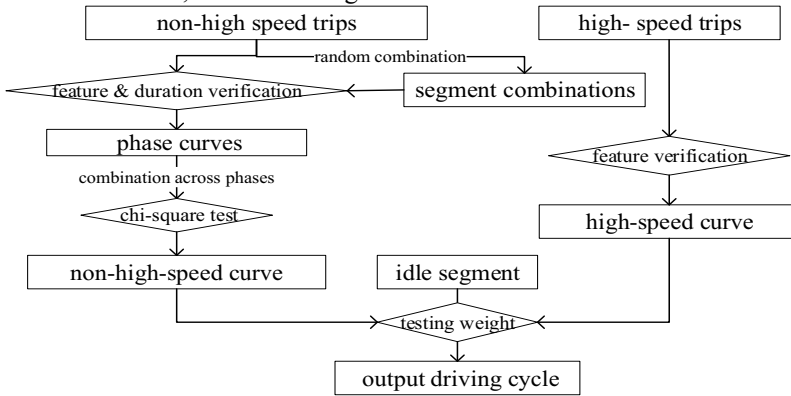 non-high speed trips
high- speed trips
random combination
feature & duration verification
segment combinations
phase curves
feature verification
combination across phases
chi-square test
high-speed curve
non-high-speed curve
idle segment
testing weight
output driving cycle